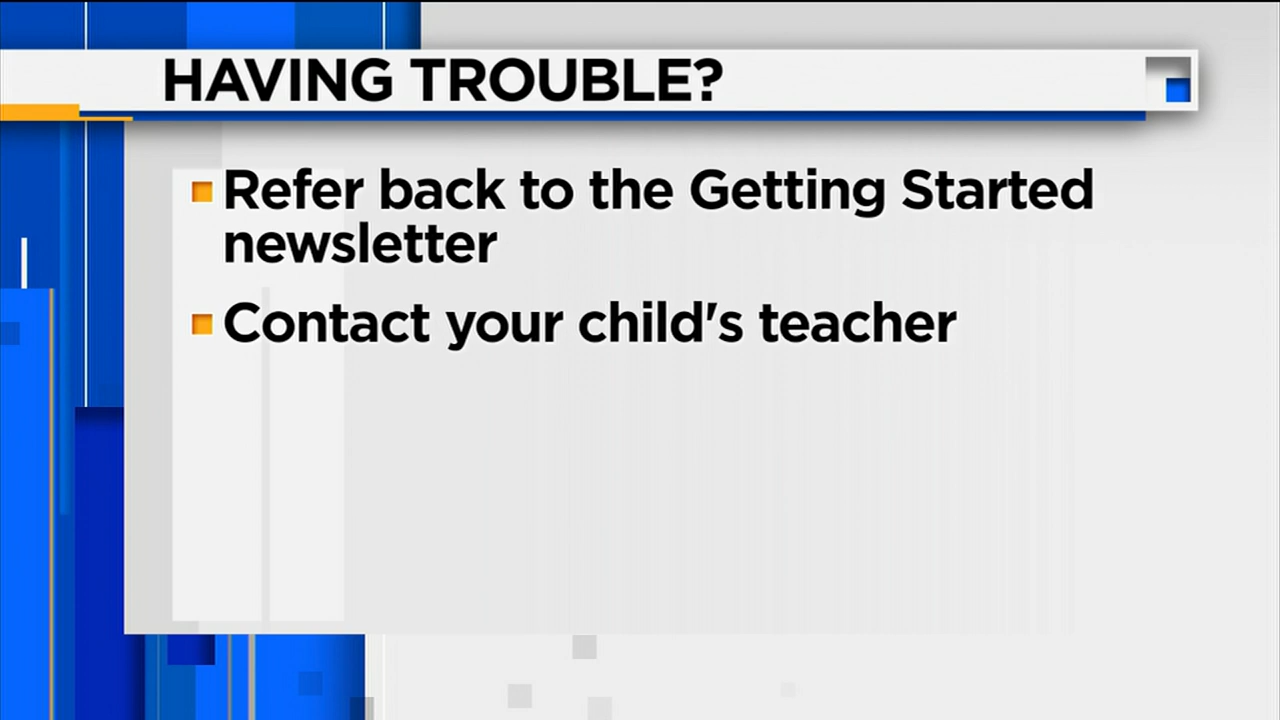 HAVING TROUBLE?
Refer back to the Getting Started
newsletter
Contact your child's teacher